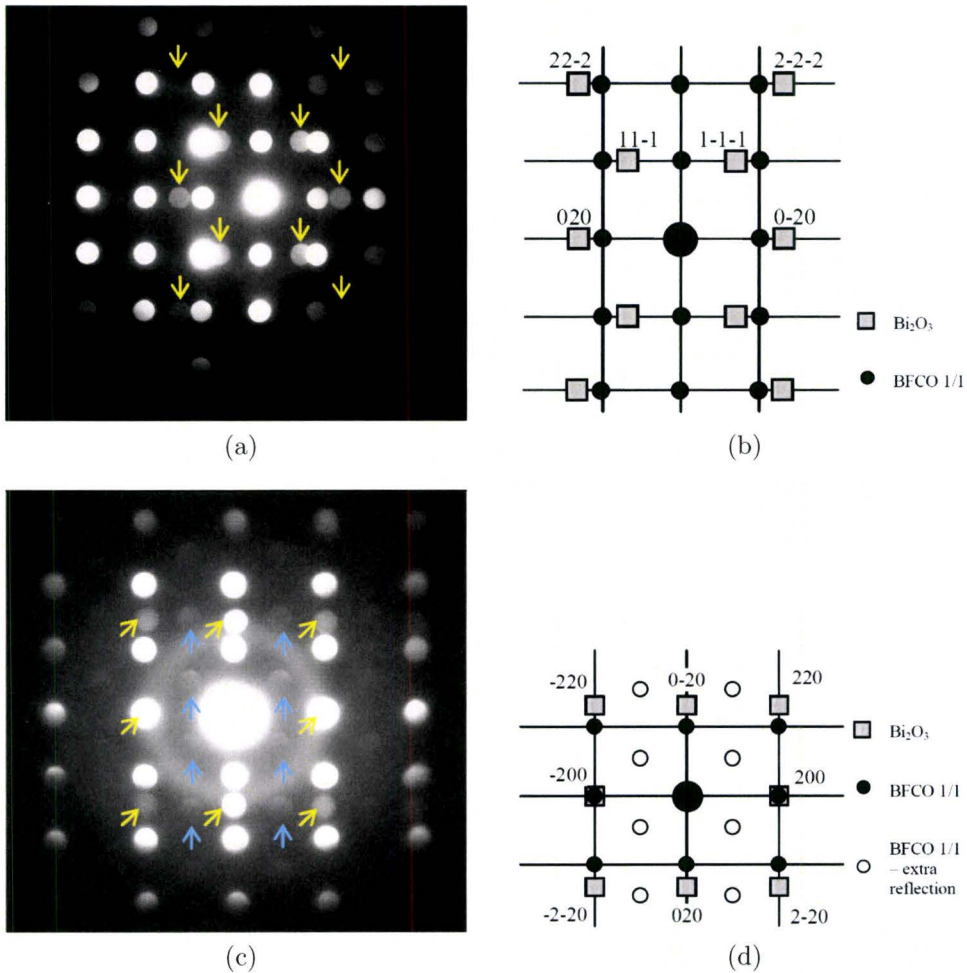 22-2 2-2-2
11-1 1-1-1
020 0-20
Bi₂O₃
BFCO 1/1
(a) (b)
-220 0-20 220
Bi₂O₃
-200 200
BFCO 1/1
BFCO 1/1
– extra
reflection
-2-20 020 2-20
(c) (d)